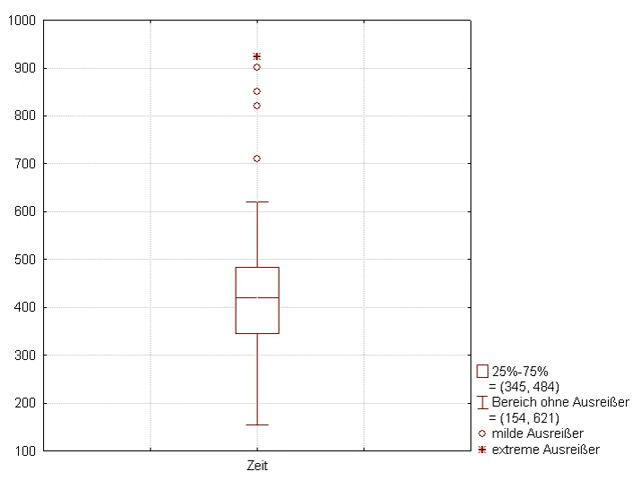 1000
900
800
700
600
500
400
300
200
100
Zeit
25%-75%
= (345, 484)
Bereich ohne Ausreißer
= (154, 621)
milde Ausreißer
extreme Ausreißer